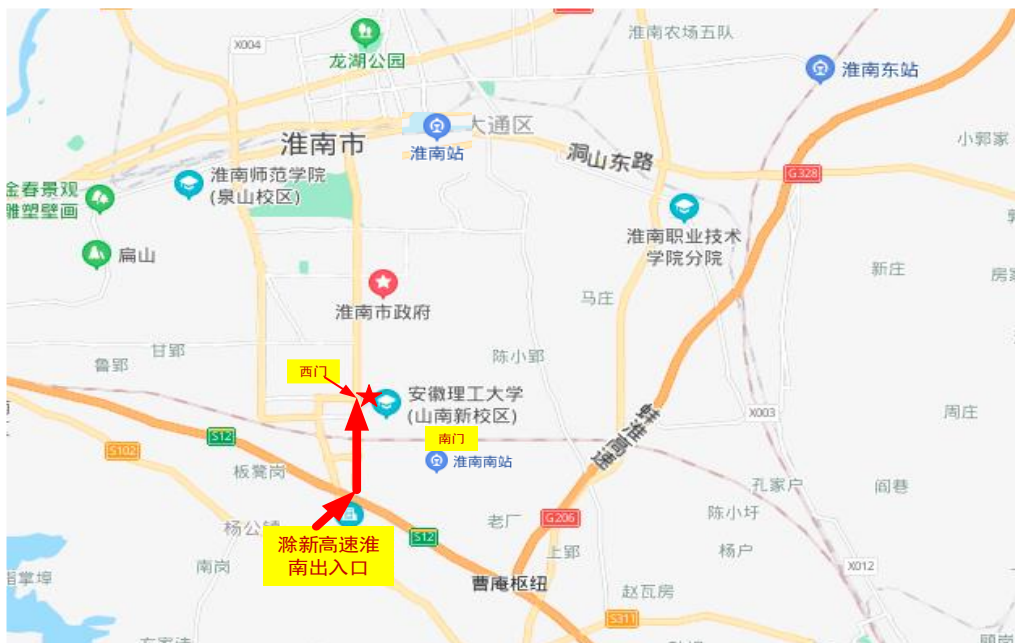 淮南农场五队
X004
龙湖公园
淮南东站
大通区
淮南市
小郭家
淮南站
洞山东路
G328
淮南师范学院
(泉山校区)
金春景观
雕塑壁画
淮南职业技术
学院分院
扁山
新庄
马庄
淮南市政府
陈小郢
甘郢
鲁郢
西门
安徽理工大学
(山南新校区)
蚌淮高速
X003
周庄
S12
南门
S102
淮南南站
板凳岗
孔家户
阎巷
老厂
G206
陈小圩
杨公镇
S12
滁新高速淮
南出入口
上郢
杨户
南岗
X012
曹庵枢纽
赵瓦房
S311